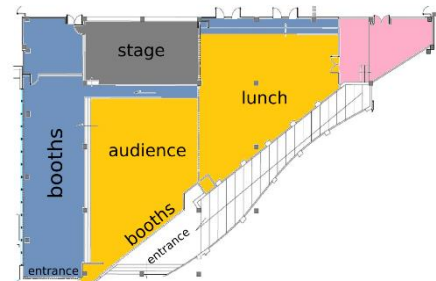 stage
lunch
audience
booths
booths
entrance
entrance